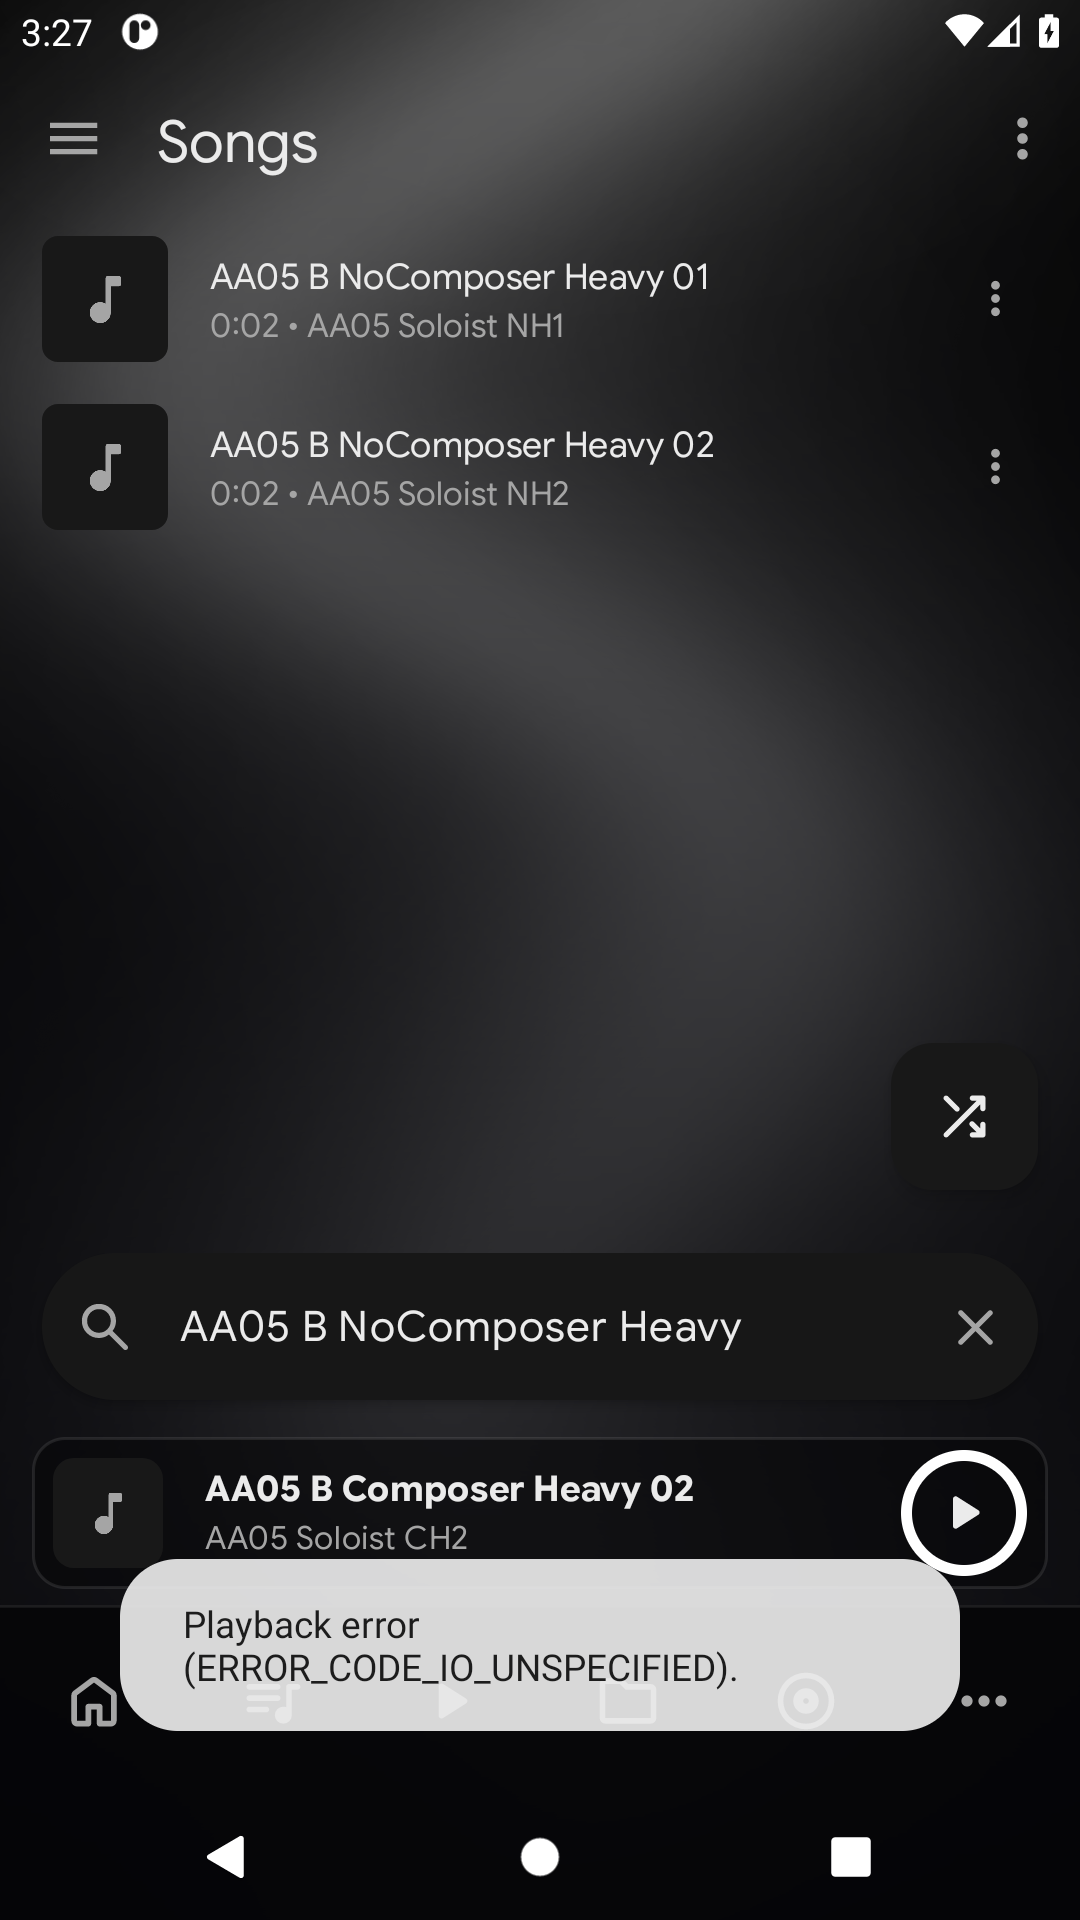 3:27
Songs
AA05 B NoComposer Heavy 01
0:02 • AA05 Soloist NH1
AA05 B NoComposer Heavy 02
0:02 • AA05 Soloist NH2
AA05 B NoComposer Heavy
AA05 B Composer Heavy 02
AA05 Soloist CH2
Playback error
(ERROR_CODE_IO_UNSPECIFIED).